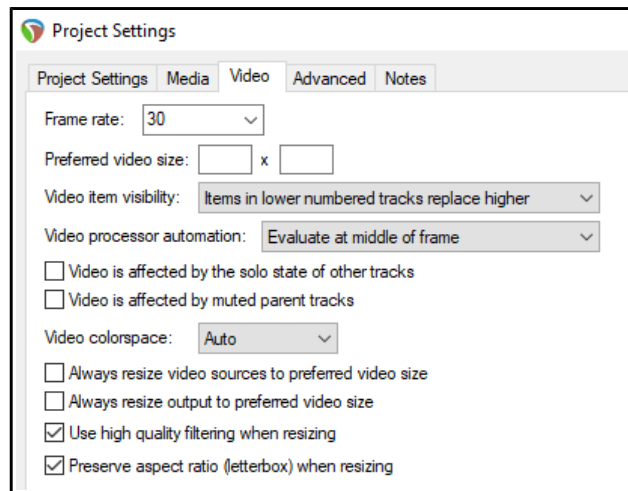 Project Settings
Project Settings Media Video Advanced Notes
Frame rate: 30
Preferred video size: x
Video item visibility: Items in lower numbered tracks replace higher
Video processor automation: Evaluate at middle of frame
Video is affected by the solo state of other tracks
Video is affected by muted parent tracks
Video colorspace: Auto
Always resize video sources to preferred video size
Always resize output to preferred video size
Use high quality filtering when resizing
Preserve aspect ratio (letterbox) when resizing